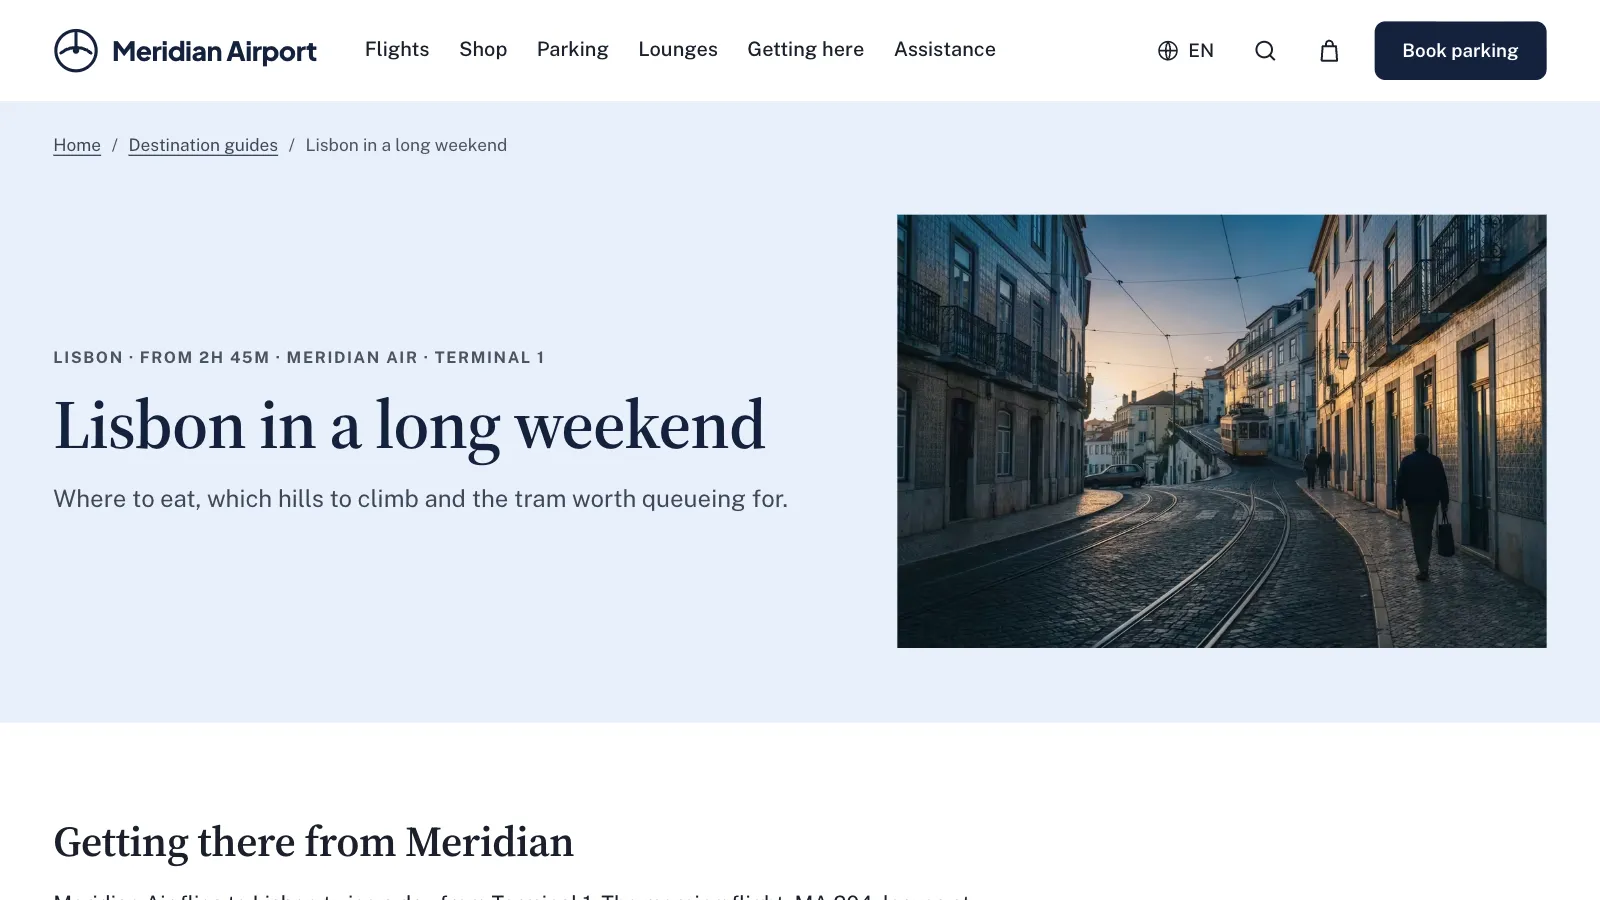 Meridian Airport
Flights
Shop
Parking
Lounges
Getting here
Assistance
EN
Book parking
Home / Destination guides / Lisbon in a long weekend
LISBON · FROM 2H 45M · MERIDIAN AIR · TERMINAL 1
Lisbon in a long weekend
Where to eat, which hills to climb and the tram worth queueing for.
Getting there from Meridian